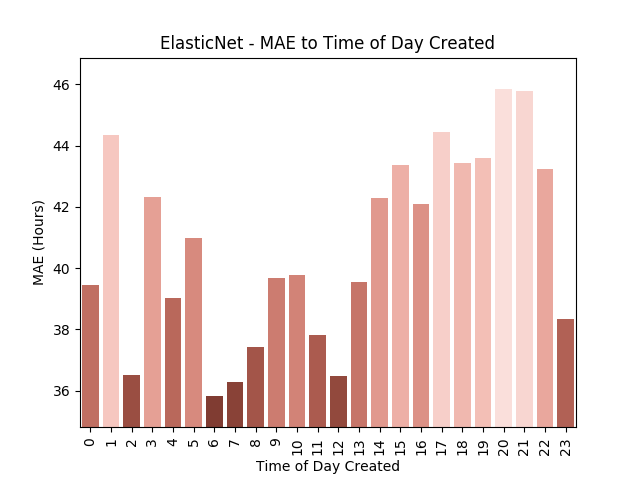 ElasticNet - MAE to Time of Day Created
MAE (Hours)
46
44
42
40
38
36
0 1 2 3 4 5 6 7 8 9 10 11 12 13 14 15 16 17 18 19 20 21 22 23
Time of Day Created